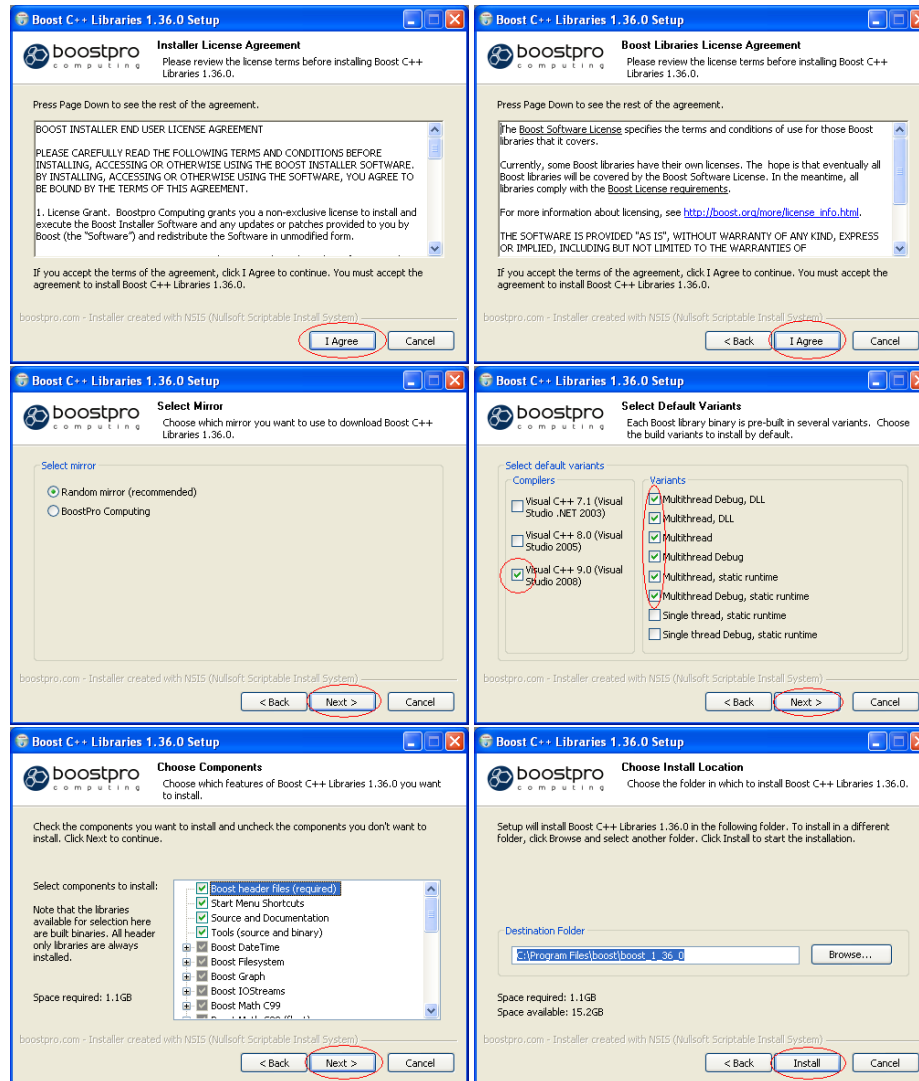 Boost C++ Libraries 1.36.0 Setup
boostpro
computing
Installer License Agreement
Please review the license terms before installing Boost C++
Libraries 1.36.0.
Press Page Down to see the rest of the agreement.
BOOST INSTALLER END USER LICENSE AGREEMENT
PLEASE CAREFULLY READ THE FOLLOWING TERMS AND CONDITIONS BEFORE
INSTALLING, ACCESSING OR OTHERWISE USING THE BOOST INSTALLER SOFTWARE.
BY INSTALLING, ACCESSING OR OTHERWISE USING THE SOFTWARE, YOU AGREE TO
BE BOUND BY THE TERMS OF THIS AGREEMENT.
1. License Grant.  Boostpro Computing grants you a non-exclusive license to install and
execute the Boost Installer Software and any updates or patches provided to you by
Boost (the "Software") and redistribute the Software in unmodified form.
If you accept the terms of the agreement, click I Agree to continue. You must accept the
agreement to install Boost C++ Libraries 1.36.0.
boostpro.com - Installer created with NSIS (Nullsoft Scriptable Install System)
I Agree
Cancel
Boost C++ Libraries 1.36.0 Setup
boostpro
computing
Boost Libraries License Agreement
Please review the license terms before installing Boost C++
Libraries 1.36.0.
Press Page Down to see the rest of the agreement.
The Boost Software License specifies the terms and conditions of use for those Boost
libraries that it covers.
Currently, some Boost libraries have their own licenses.  The  hope is that eventually all
Boost libraries will be covered by the Boost Software License. In the meantime, all
libraries comply with the Boost License requirements.
For more information about licensing, see http://boost.org/more/license_info.html.
THE SOFTWARE IS PROVIDED "AS IS", WITHOUT WARRANTY OF ANY KIND, EXPRESS
OR IMPLIED, INCLUDING BUT NOT LIMITED TO THE WARRANTIES OF
If you accept the terms of the agreement, click I Agree to continue. You must accept the
agreement to install Boost C++ Libraries 1.36.0.
boostpro.com - Installer created with NSIS (Nullsoft Scriptable Install System)
< Back
I Agree
Cancel
Boost C++ Libraries 1.36.0 Setup
boostpro
computing
Select Mirror
Choose which mirror you want to use to download Boost C++
Libraries 1.36.0.
Select mirror
Random mirror (recommended)
BoostPro Computing
boostpro.com - Installer created with NSIS (Nullsoft Scriptable Install System)
< Back
Next >
Cancel
Boost C++ Libraries 1.36.0 Setup
boostpro
computing
Select Default Variants
Each Boost library binary is pre-built in several variants.  Choose
the build variants to install by default.
Select default variants
Compilers
Visual C++ 7.1 (Visual
Studio .NET 2003)
Visual C++ 8.0 (Visual
Studio 2005)
Visual C++ 9.0 (Visual
Studio 2008)
Variants
Multithread Debug, DLL
Multithread, DLL
Multithread
Multithread Debug
Multithread, static runtime
Multithread Debug, static runtime
Single thread, static runtime
Single thread Debug, static runtime
boostpro.com - Installer created with NSIS (Nullsoft Scriptable Install System)
< Back
Next >
Cancel
Boost C++ Libraries 1.36.0 Setup
boostpro
computing
Choose Components
Choose which features of Boost C++ Libraries 1.36.0 you want
to install.
Check the components you want to install and uncheck the components you don't want to
install. Click Next to continue.
Select components to install:
Note that the libraries
available for selection here
are built binaries. All header
only libraries are always
installed.
Space required: 1.1GB
Boost header files (required)
Start Menu Shortcuts
Source and Documentation
Tools (source and binary)
Boost DateTime
Boost Filesystem
Boost Graph
Boost IOStreams
Boost Math C99
boostpro.com - Installer created with NSIS (Nullsoft Scriptable Install System)
< Back
Next >
Cancel
Boost C++ Libraries 1.36.0 Setup
boostpro
computing
Choose Install Location
Choose the folder in which to install Boost C++ Libraries 1.36.0.
Setup will install Boost C++ Libraries 1.36.0 in the following folder. To install in a different
folder, click Browse and select another folder. Click Install to start the installation.
Destination Folder
C:\Program Files\boost\boost_1_36_0
Browse...
Space required: 1.1GB
Space available: 15.2GB
boostpro.com - Installer created with NSIS (Nullsoft Scriptable Install System)
< Back
Install
Cancel